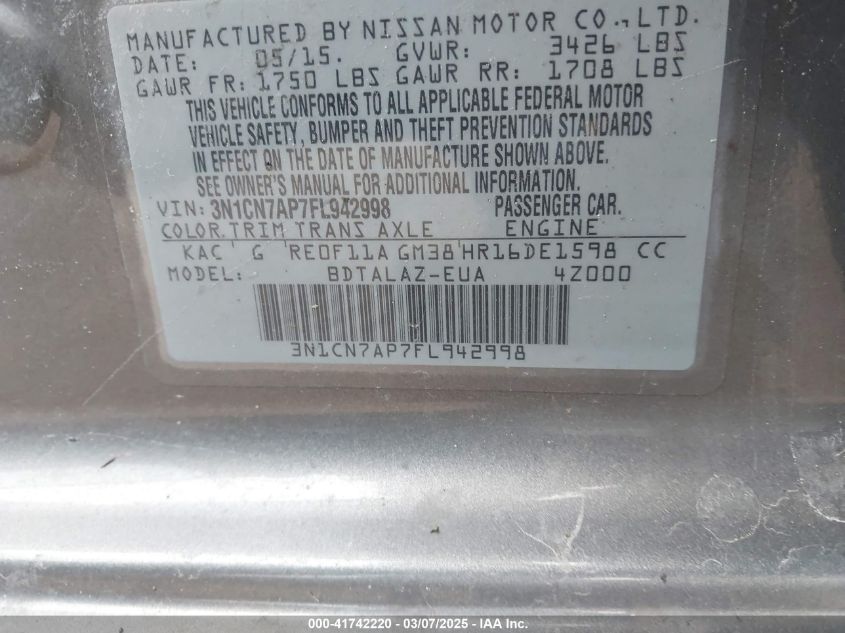 MANUFACTURED BY NISSAN MOTOR CO., LTD.
DATE: 05/15. GVWR: 3426 LBS
GAWR FR: 1750 LBS GAWR RR: 1708 LBS
THIS VEHICLE CONFORMS TO ALL APPLICABLE FEDERAL MOTOR
VEHICLE SAFETY, BUMPER AND THEFT PREVENTION STANDARDS
IN EFFECT ON THE DATE OF MANUFACTURE SHOWN ABOVE.
SEE OWNER'S MANUAL FOR ADDITIONAL INFORMATION.
VIN: 3N1CN7AP7FL942998 PASSENGER CAR.
COLOR TRIM TRANS AXLE ENGINE
KAC G RE0F11A GM38 HR16DE1598 CC
MODEL: BDTALAZ-EUA 4Z000
3N1CN7AP7FL942998
000-41742220 - 03/07/2025 - IAA Inc.